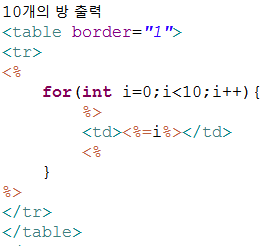 10개의 방 출력
<table border="1">
<tr>
<%
    for(int i=0;i<10;i++){
        %>
        <td><%=i%></td>
        <%
    }
%>
</tr>
</table>